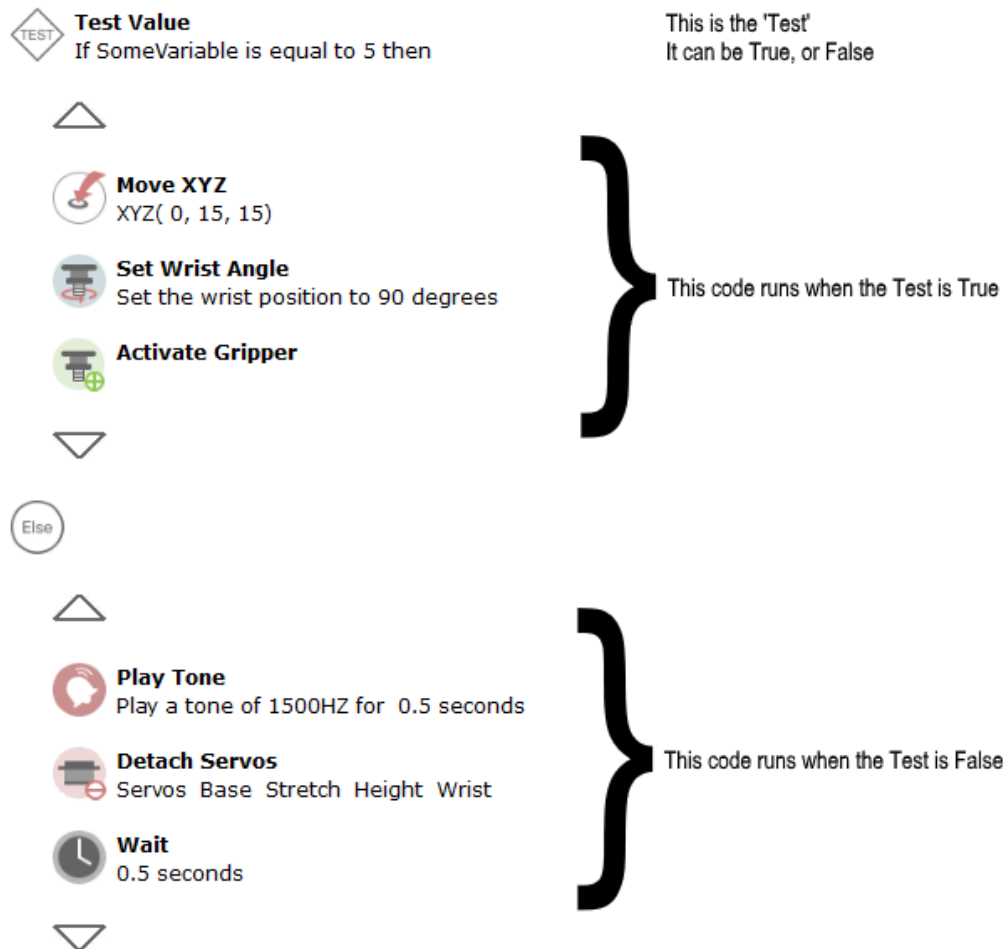 TEST
Test Value
If SomeVariable is equal to 5 then
This is the 'Test'
It can be True, or False
Move XYZ
XYZ( 0, 15, 15)
Set Wrist Angle
Set the wrist position to 90 degrees
This code runs when the Test is True
Activate Gripper
Else
Play Tone
Play a tone of 1500HZ for  0.5 seconds
Detach Servos
Servos  Base  Stretch  Height  Wrist
This code runs when the Test is False
Wait
0.5 seconds